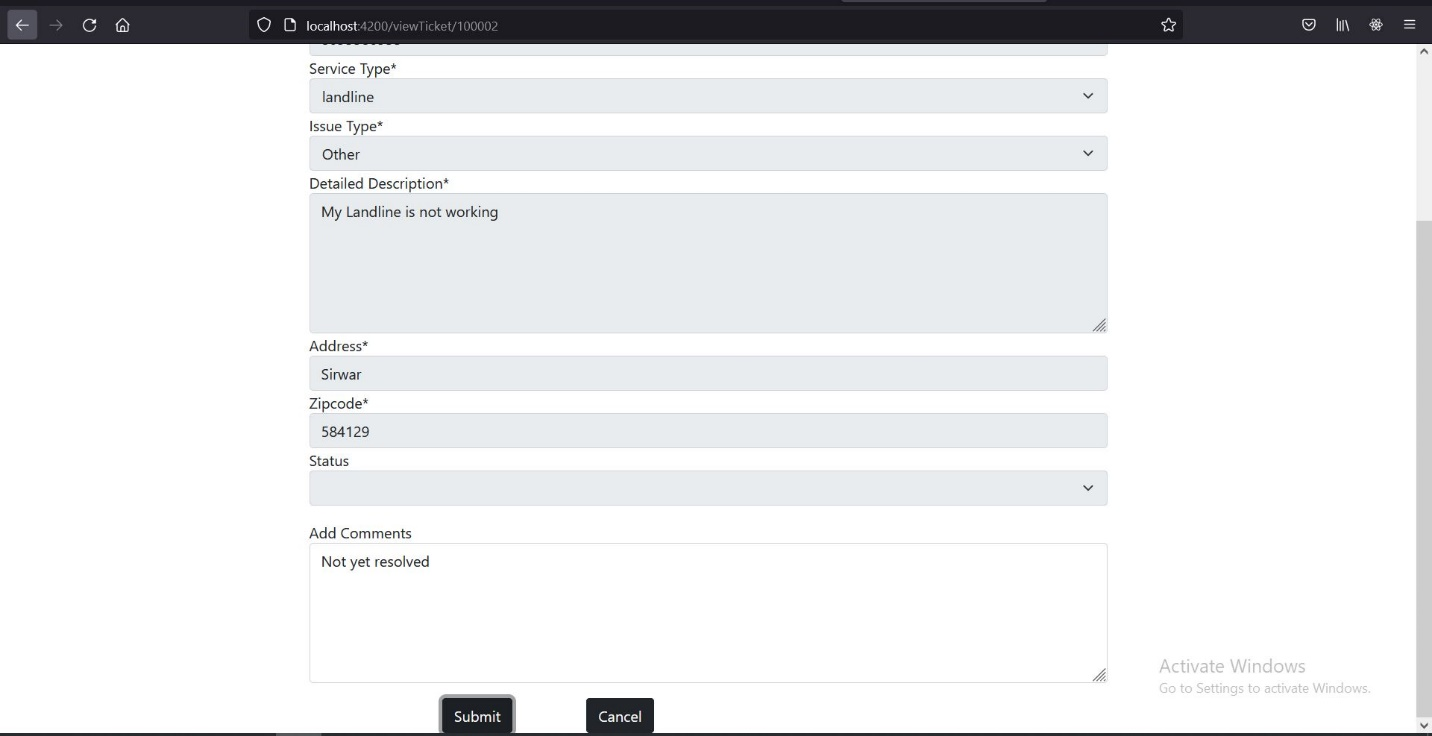 localhost:4200/viewTicket/100002
Service Type*
landline
Issue Type*
Other
Detailed Description*
My Landline is not working
Address*
Sirwar
Zipcode*
584129
Status
Add Comments
Not yet resolved
Activate Windows
Go to Settings to activate Windows.
Submit
Cancel